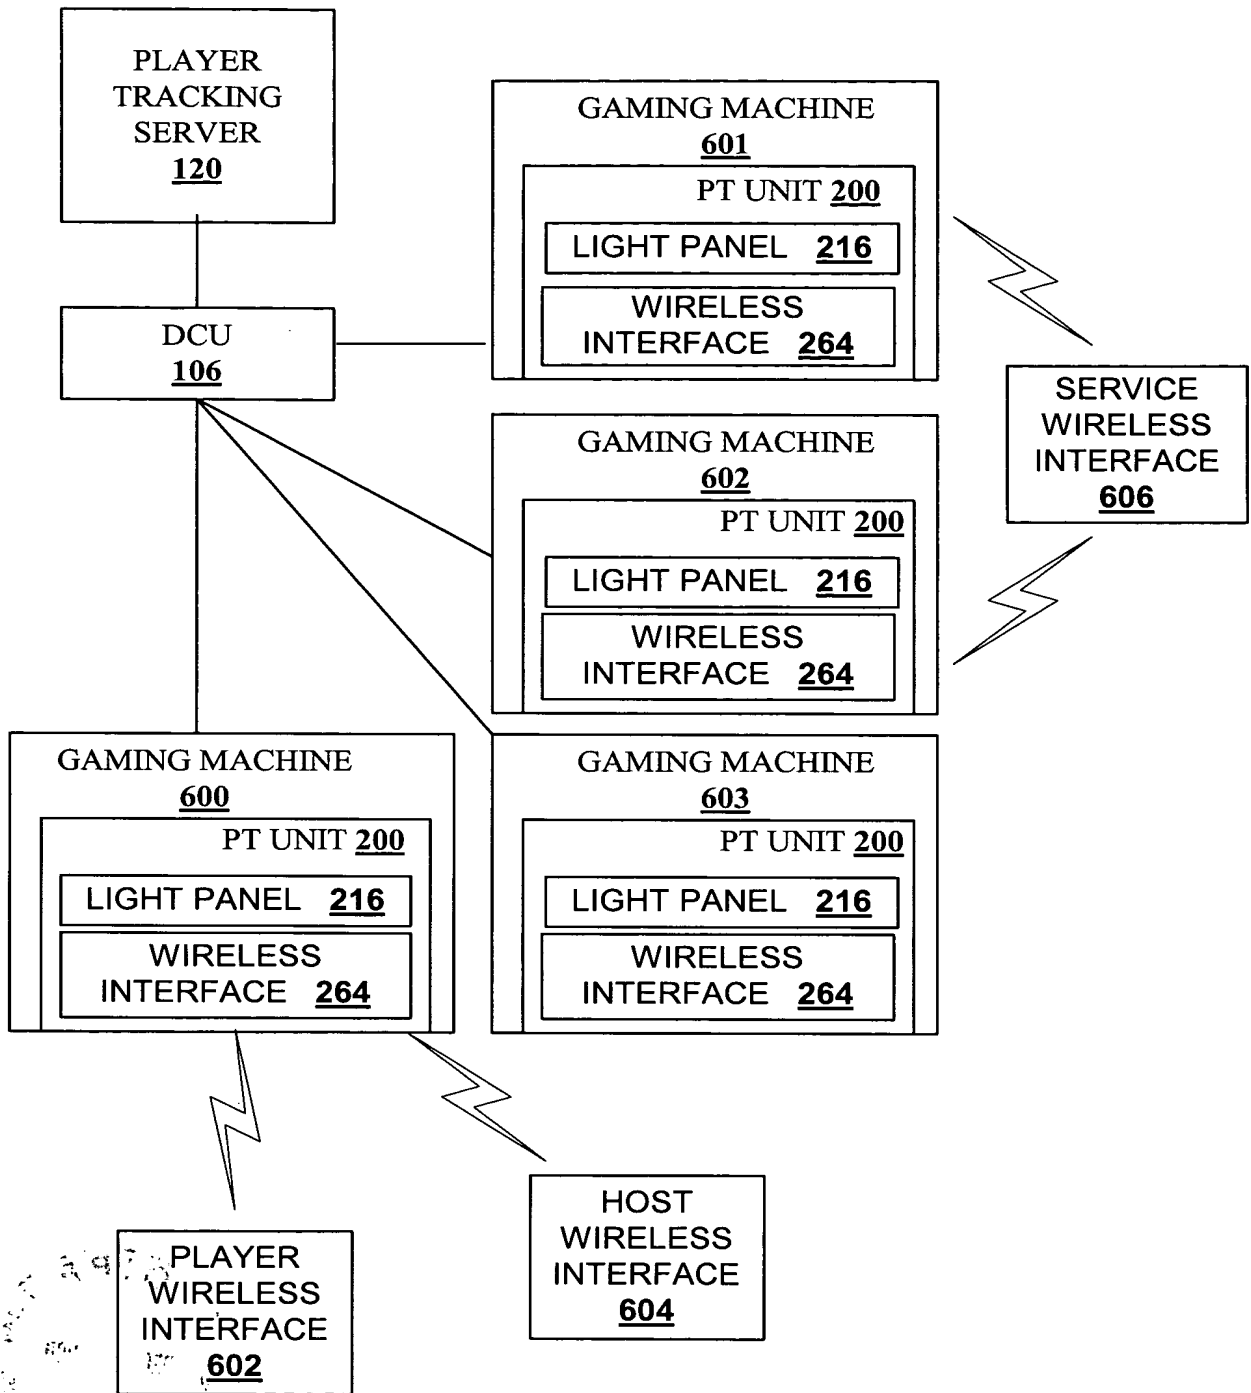 PLAYER
TRACKING
SERVER
120
DCU
106
GAMING MACHINE
601
PT UNIT 200
LIGHT PANEL 216
WIRELESS
INTERFACE 264
GAMING MACHINE
602
PT UNIT 200
LIGHT PANEL 216
WIRELESS
INTERFACE 264
SERVICE
WIRELESS
INTERFACE
606
GAMING MACHINE
600
PT UNIT 200
LIGHT PANEL 216
WIRELESS
INTERFACE 264
GAMING MACHINE
603
PT UNIT 200
LIGHT PANEL 216
WIRELESS
INTERFACE 264
PLAYER
WIRELESS
INTERFACE
602
HOST
WIRELESS
INTERFACE
604